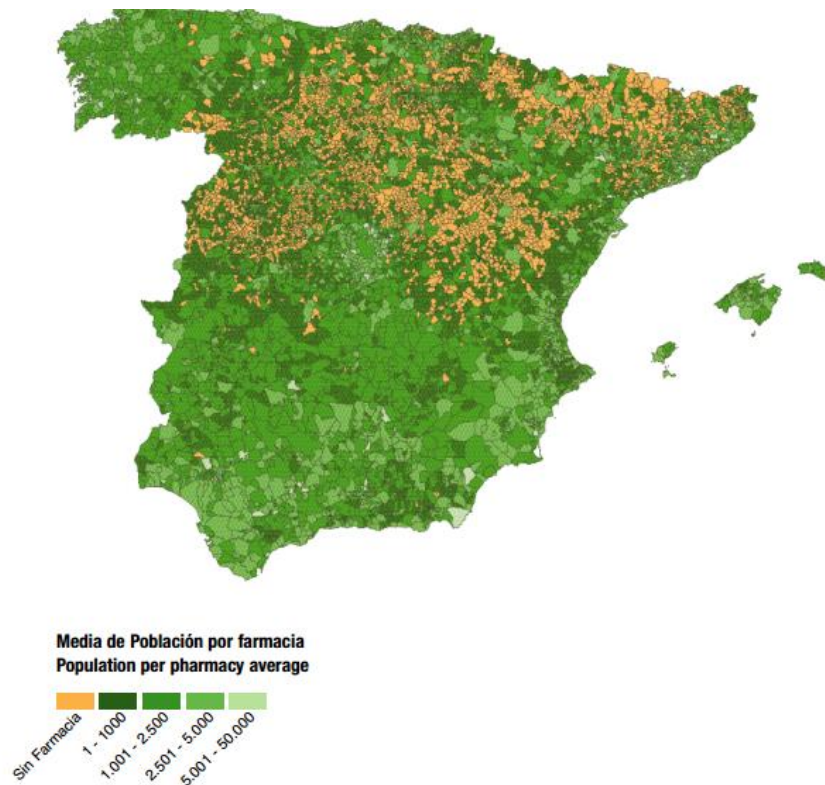 Media de Población por farmacia
Population per pharmacy average
Sin Farmacia
1 - 1000
1.001 - 2.500
2.501 - 5.000
5.001 - 50.000